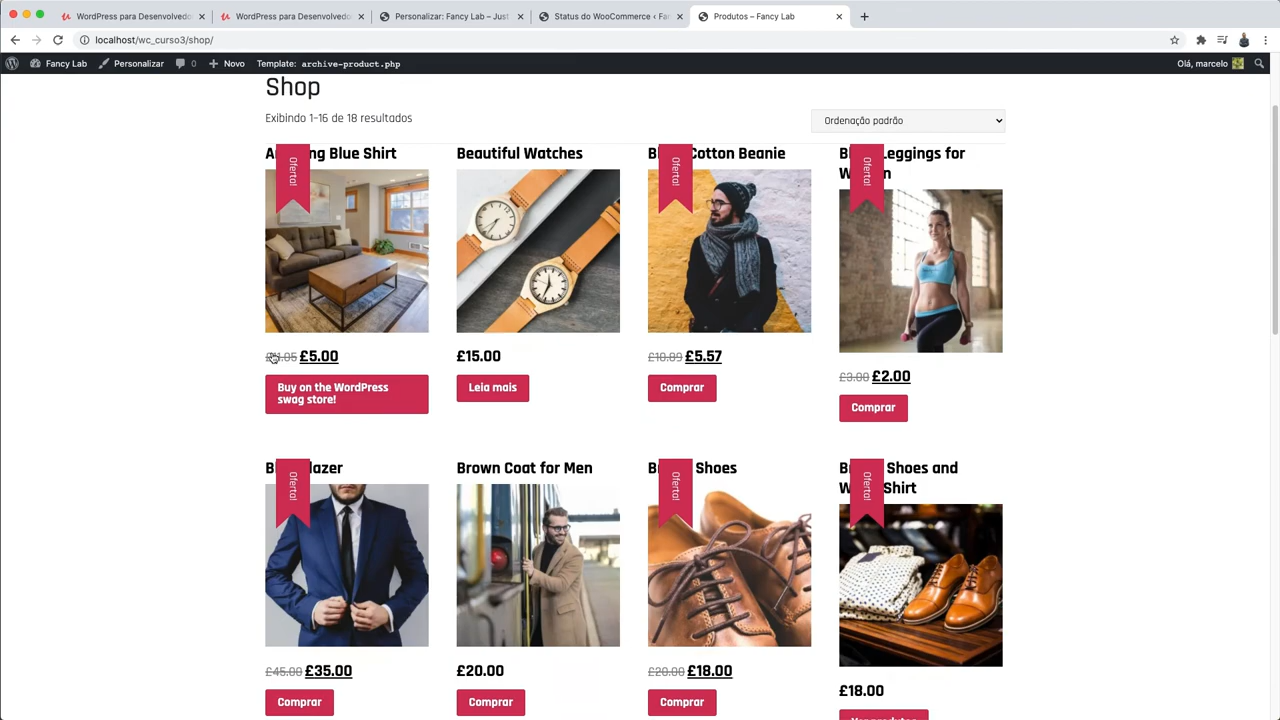 WordPress para Desenvolvedo
WordPress para Desenvolvedo
Personalizar: Fancy Lab – Just
Status do WooCommerce ‹ Fan
Produtos – Fancy Lab
localhost/wc_curso3/shop/
Fancy Lab
Personalizar
0
Novo
Template: archive-product.php
Olá, marcelo
Shop
Exibindo 1–16 de 18 resultados
Ordenação padrão
Oferta!
Beautiful Watches
Oferta!
Cotton Beanie
Oferta!
Leggings for
Blue Shirt
£5.00
Buy on the WordPress
swag store!
£15.00
Leia mais
£5.57
Comprar
£3.00 £2.00
Comprar
Oferta!
Brown Coat for Men
Oferta!
Shoes
Oferta!
Shoes and
Shirt
£45.00 £35.00
Comprar
£20.00
Comprar
£20.00 £18.00
Comprar
£18.00